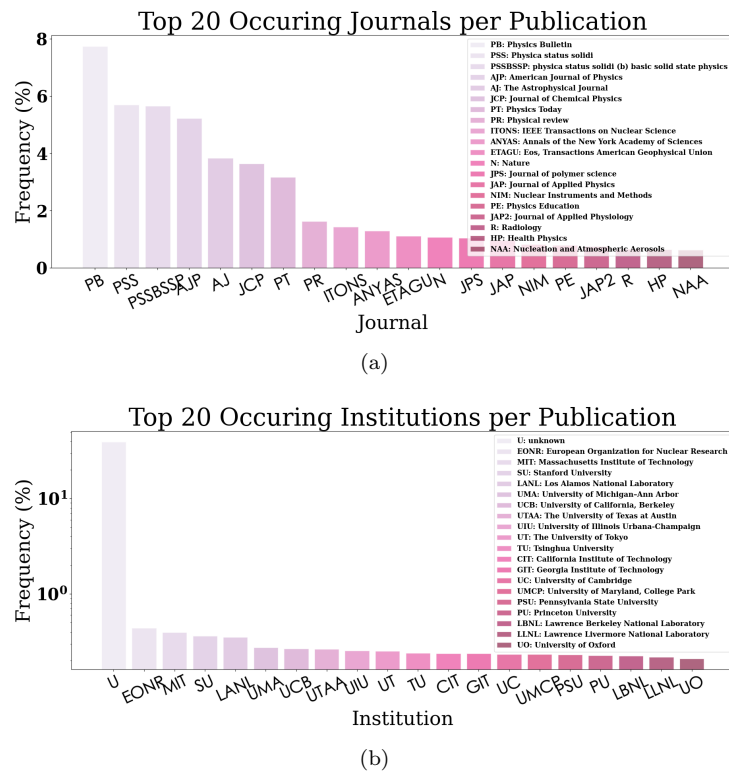 Top 20 Occuring Journals per Publication
8
6
4
2
0
Frequency (%)
PB: Physics Bulletin
PSS: Physica status solidi
PSSBSSP: physica status solidi (b) basic solid state physics
AJP: American Journal of Physics
AJ: The Astrophysical Journal
JCP: Journal of Chemical Physics
PT: Physics Today
PR: Physical review
ITONS: IEEE Transactions on Nuclear Science
ANYAS: Annals of the New York Academy of Sciences
ETAGU: Eos, Transactions American Geophysical Union
N: Nature
JPS: Journal of polymer science
JAP: Journal of Applied Physics
NIM: Nuclear Instruments and Methods
PE: Physics Education
JAP2: Journal of Applied Physiology
R: Radiology
HP: Health Physics
NAA: Nucleation and Atmospheric Aerosols
PB PSS PSSBSSP AJP AJ JCP PT PR ITONS ANYAS ETAGU N JPS JAP NIM PE JAP2 R HP NAA
Journal
(a)
Top 20 Occuring Institutions per Publication
10¹
10⁰
Frequency (%)
U: unknown
EONR: European Organization for Nuclear Research
MIT: Massachusetts Institute of Technology
SU: Stanford University
LANL: Los Alamos National Laboratory
UMA: University of Michigan–Ann Arbor
UCB: University of California, Berkeley
UTAA: The University of Texas at Austin
UIU: University of Illinois Urbana-Champaign
UT: The University of Tokyo
TU: Tsinghua University
CIT: California Institute of Technology
GIT: Georgia Institute of Technology
UC: University of Cambridge
UMCP: University of Maryland, College Park
PSU: Pennsylvania State University
PU: Princeton University
LBNL: Lawrence Berkeley National Laboratory
LLNL: Lawrence Livermore National Laboratory
UO: University of Oxford
U EONR MIT SU LANL UMA UCB UTAA UIU UT TU CIT GIT UC UMCP PSU PU LBNL LLNL UO
Institution
(b)